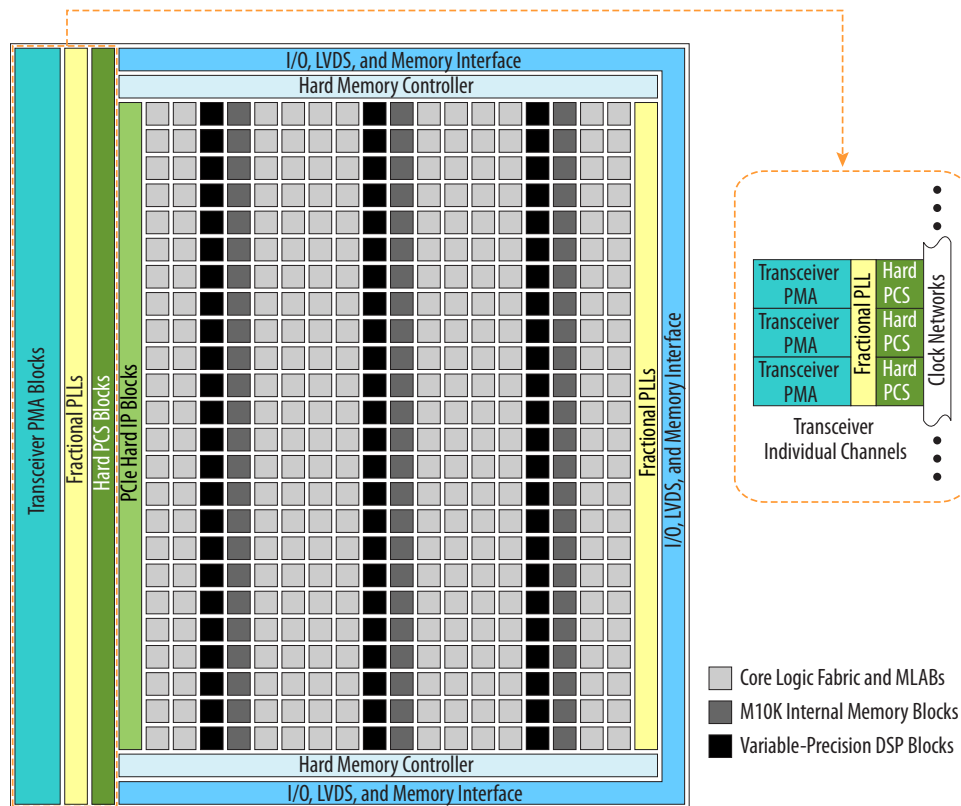 I/O, LVDS, and Memory Interface
Hard Memory Controller
Transceiver PMA Blocks
Fractional PLLs
Hard PCS Blocks
PCIe Hard IP Blocks
Fractional PLLs
I/O, LVDS, and Memory Interface
Hard Memory Controller
I/O, LVDS, and Memory Interface
Transceiver
PMA
Transceiver
PMA
Transceiver
PMA
Fractional PLL
Hard
PCS
Hard
PCS
Hard
PCS
Clock Networks
Transceiver
Individual Channels
Core Logic Fabric and MLABs
M10K Internal Memory Blocks
Variable-Precision DSP Blocks